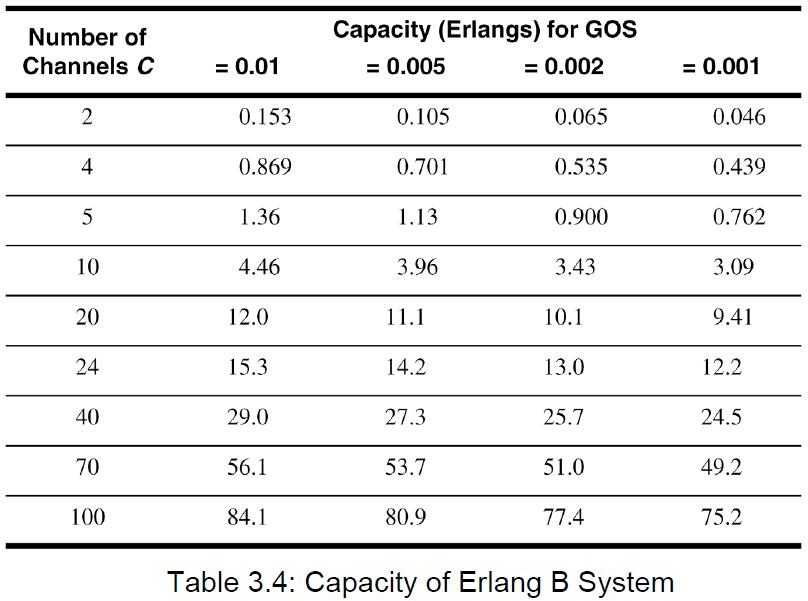 Number of Channels C Capacity (Erlangs) for GOS
= 0.01 = 0.005 = 0.002 = 0.001
2 0.153 0.105 0.065 0.046
4 0.869 0.701 0.535 0.439
5 1.36 1.13 0.900 0.762
10 4.46 3.96 3.43 3.09
20 12.0 11.1 10.1 9.41
24 15.3 14.2 13.0 12.2
40 29.0 27.3 25.7 24.5
70 56.1 53.7 51.0 49.2
100 84.1 80.9 77.4 75.2
Table 3.4: Capacity of Erlang B System